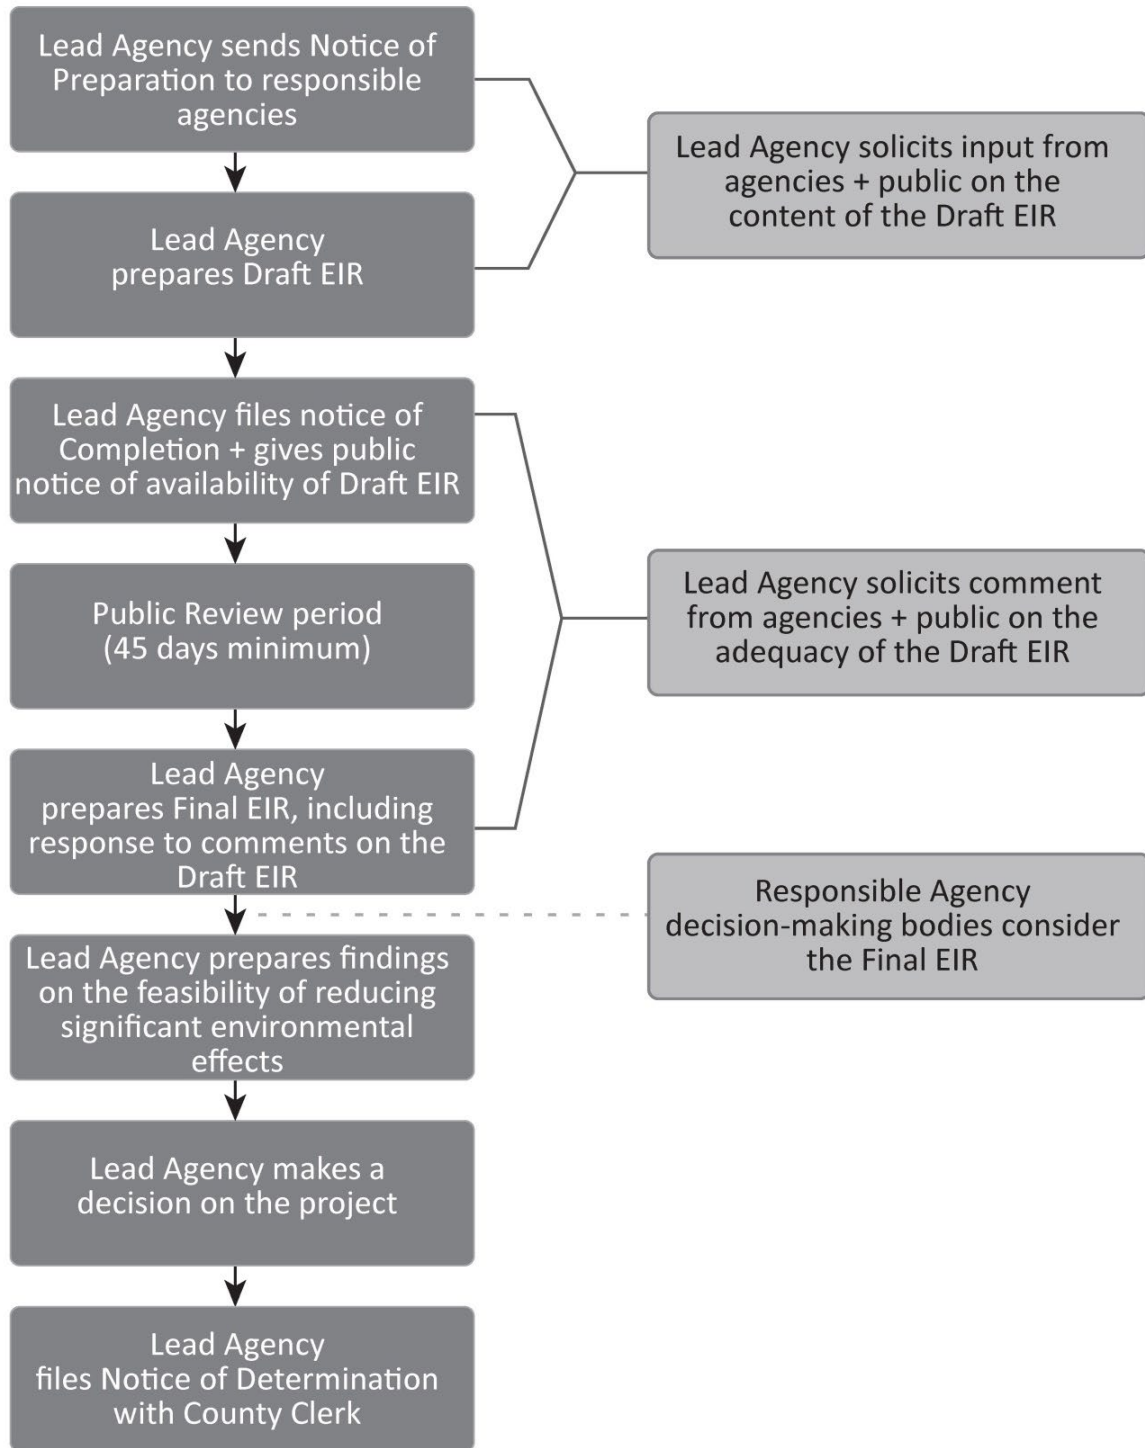 Lead Agency sends Notice of
Preparation to responsible
agencies
Lead Agency solicits input from
agencies + public on the
content of the Draft EIR
Lead Agency
prepares Draft EIR
Lead Agency files notice of
Completion + gives public
notice of availability of Draft EIR
Public Review period
(45 days minimum)
Lead Agency solicits comment
from agencies + public on the
adequacy of the Draft EIR
Lead Agency
prepares Final EIR, including
response to comments on the
Draft EIR
Responsible Agency
decision-making bodies consider
the Final EIR
Lead Agency prepares findings
on the feasibility of reducing
significant environmental
effects
Lead Agency makes a
decision on the project
Lead Agency
files Notice of Determination
with County Clerk